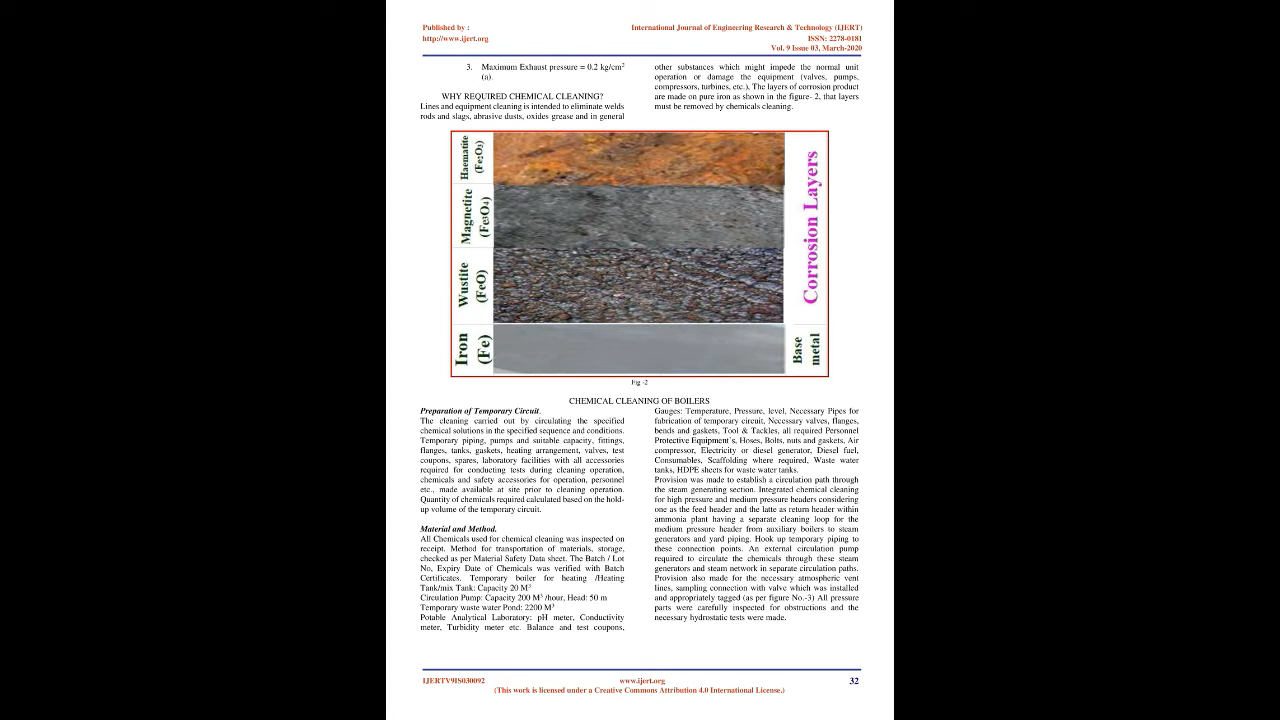 Published by :
http://www.ijert.org
International Journal of Engineering Research & Technology (IJERT)
ISSN: 2278-0181
Vol. 9 Issue 03, March-2020
3. Maximum Exhaust pressure = 0.2 kg/cm²
(a).
WHY REQUIRED CHEMICAL CLEANING?
Lines and equipment cleaning is intended to eliminate welds
rods and slags, abrasive dusts, oxides grease and in general
other substances which might impede the normal unit
operation or damage the equipment (valves, pumps,
compressors, turbines, etc.), The layers of corrosion product
are made on pure iron as shown in the figure- 2, that layers
must be removed by chemicals cleaning.
Haematite
(Fe₂O₃)
Magnetite
(Fe₃O₄)
Wustite
(FeO)
Iron
(Fe)
Corrosion Layers
Base
metal
Fig -2
CHEMICAL CLEANING OF BOILERS
Preparation of Temporary Circuit.
The cleaning carried out by circulating the specified
chemical solutions in the specified sequence and conditions.
Temporary piping, pumps and suitable capacity, fittings,
flanges, tanks, gaskets, heating arrangement, valves, test
coupons, spares, laboratory facilities with all accessories
required for conducting tests during cleaning operation,
chemicals and safety accessories for operation, personnel
etc., made available at site prior to cleaning operation.
Quantity of chemicals required calculated based on the hold-
up volume of the temporary circuit.
Material and Method.
All Chemicals used for chemical cleaning was inspected on
receipt. Method for transportation of materials, storage,
checked as per Material Safety Data sheet. The Batch / Lot
No, Expiry Date of Chemicals was verified with Batch
Certificates. Temporary boiler for heating /Heating
Tank/mix Tank: Capacity 20 M³
Circulation Pump: Capacity 200 M³ /hour, Head: 50 m
Temporary waste water Pond: 2200 M³
Potable Analytical Laboratory: pH meter, Conductivity
meter, Turbidity meter etc. Balance and test coupons,
Gauges: Temperature, Pressure, level, Necessary Pipes for
fabrication of temporary circuit, Necessary valves, flanges,
bends and gaskets, Tool & Tackles, all required Personnel
Protective Equipment's, Hoses, Bolts, nuts and gaskets, Air
compressor, Electricity or diesel generator, Diesel fuel,
Consumables, Scaffolding where required, Waste water
tanks, HDPE sheets for waste water tanks.
Provision was made to establish a circulation path through
the steam generating section. Integrated chemical cleaning
for high pressure and medium pressure headers considering
one as the feed header and the latte as return header within
ammonia plant having a separate cleaning loop for the
medium pressure header from auxiliary boilers to steam
generators and yard piping. Hook up temporary piping to
these connection points. An external circulation pump
required to circulate the chemicals through these steam
generators and steam network in separate circulation paths.
Provision also made for the necessary atmospheric vent
lines, sampling connection with valve which was installed
and appropriately tagged (as per figure No.-3) All pressure
parts were carefully inspected for obstructions and the
necessary hydrostatic tests were made.
IJERTV9IS030092
www.ijert.org
32
(This work is licensed under a Creative Commons Attribution 4.0 International License.)